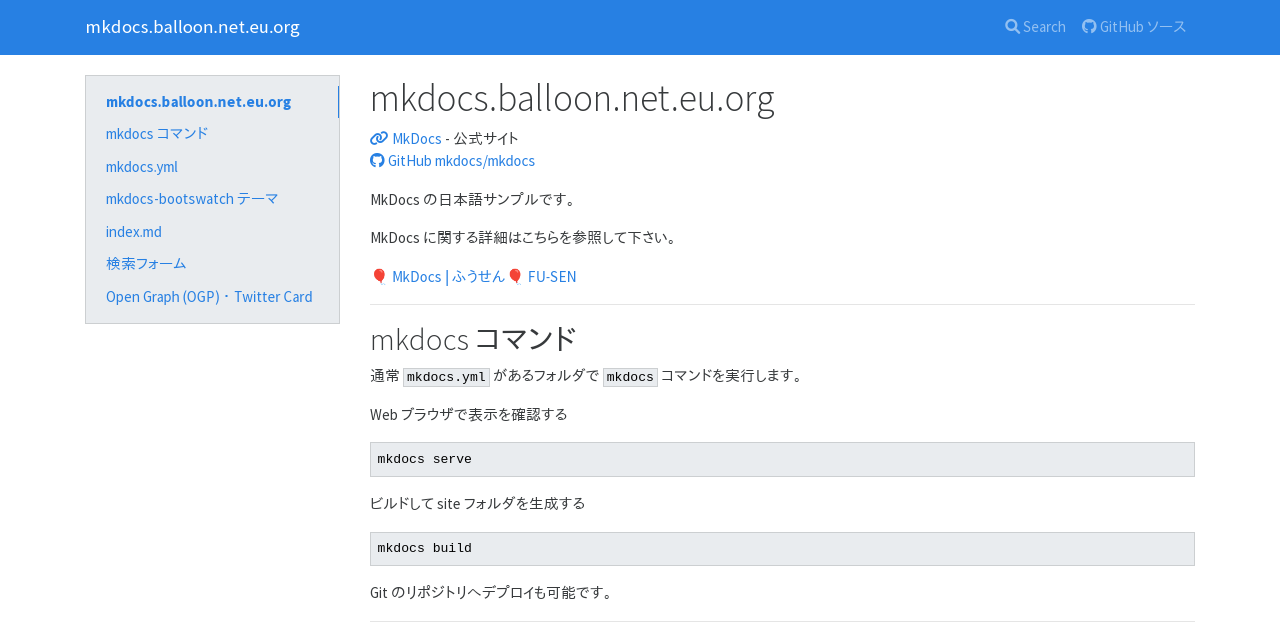 mkdocs.balloon.net.eu.org
Search
GitHub ソース
mkdocs.balloon.net.eu.org
mkdocs コマンド
mkdocs.yml
mkdocs-bootswatch テーマ
index.md
検索フォーム
Open Graph (OGP)・Twitter Card
mkdocs.balloon.net.eu.org
MkDocs - 公式サイト
GitHub mkdocs/mkdocs
MkDocs の日本語サンプルです。
MkDocs に関する詳細はこちらを参照して下さい。
🎈 MkDocs | ふうせん🎈 FU-SEN
mkdocs コマンド
通常 mkdocs.yml があるフォルダで mkdocs コマンドを実行します。
Web ブラウザで表示を確認する
mkdocs serve
ビルドして site フォルダを生成する
mkdocs build
Git のリポジトリへデプロイも可能です。